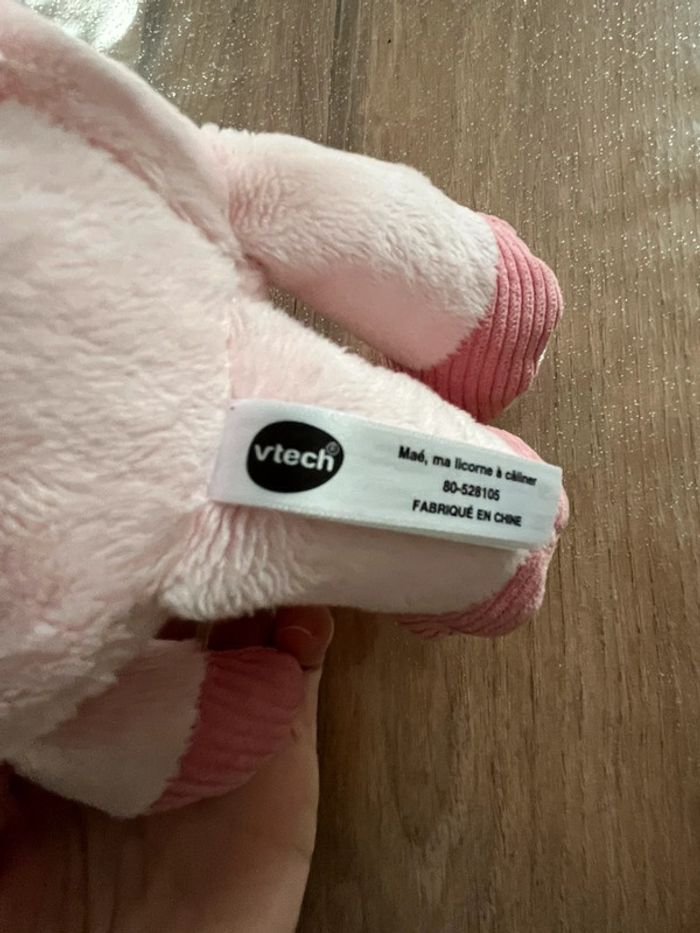 vtech®
Maé, ma licorne à câliner
80-528105
FABRIQUÉ EN CHINE